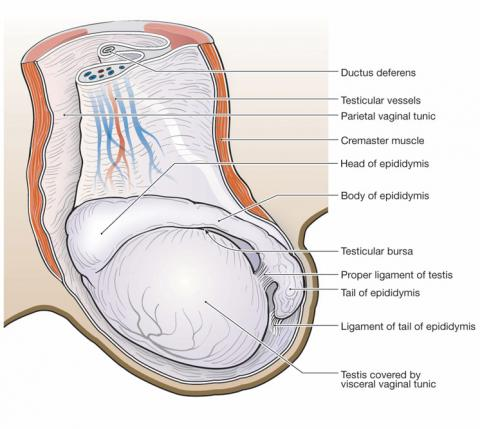 Ductus deferens
Testicular vessels
Parietal vaginal tunic
Cremaster muscle
Head of epididymis
Body of epididymis
Testicular bursa
Proper ligament of testis
Tail of epididymis
Ligament of tail of epididymis
Testis covered by
visceral vaginal tunic